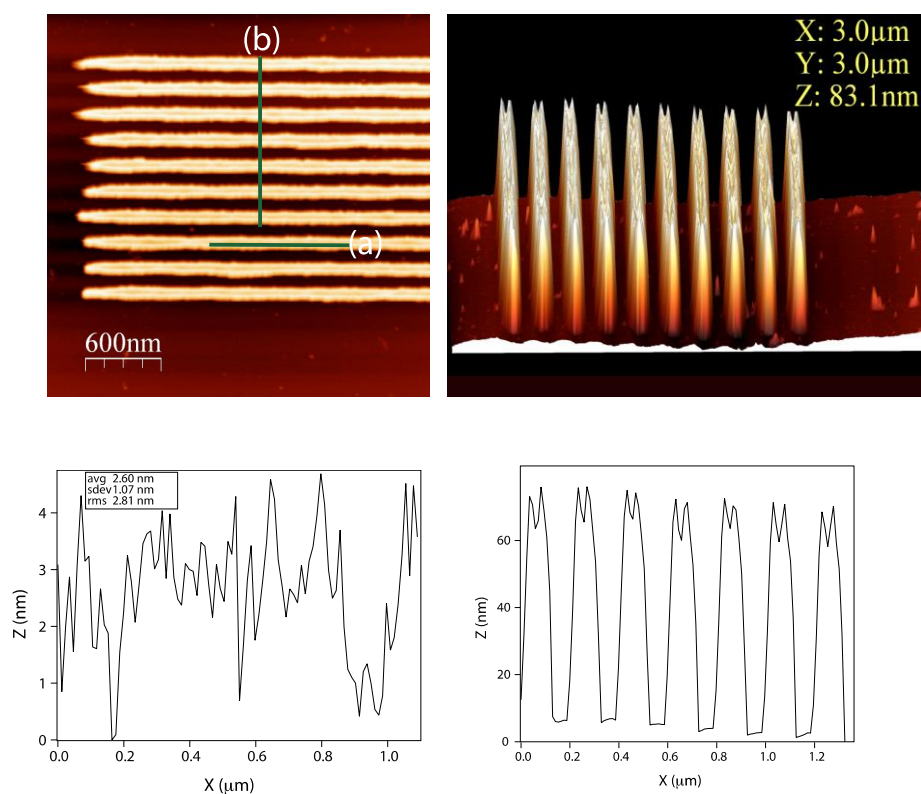 (b)
(a)
600nm
X: 3.0µm
Y: 3.0µm
Z: 83.1nm
avg 2.60 nm
sdev 1.07 nm
rms 2.81 nm
4
3
2
1
0
Z (nm)
0.0 0.2 0.4 0.6 0.8 1.0
X (µm)
60
40
20
0
Z (nm)
0.0 0.2 0.4 0.6 0.8 1.0 1.2
X (µm)